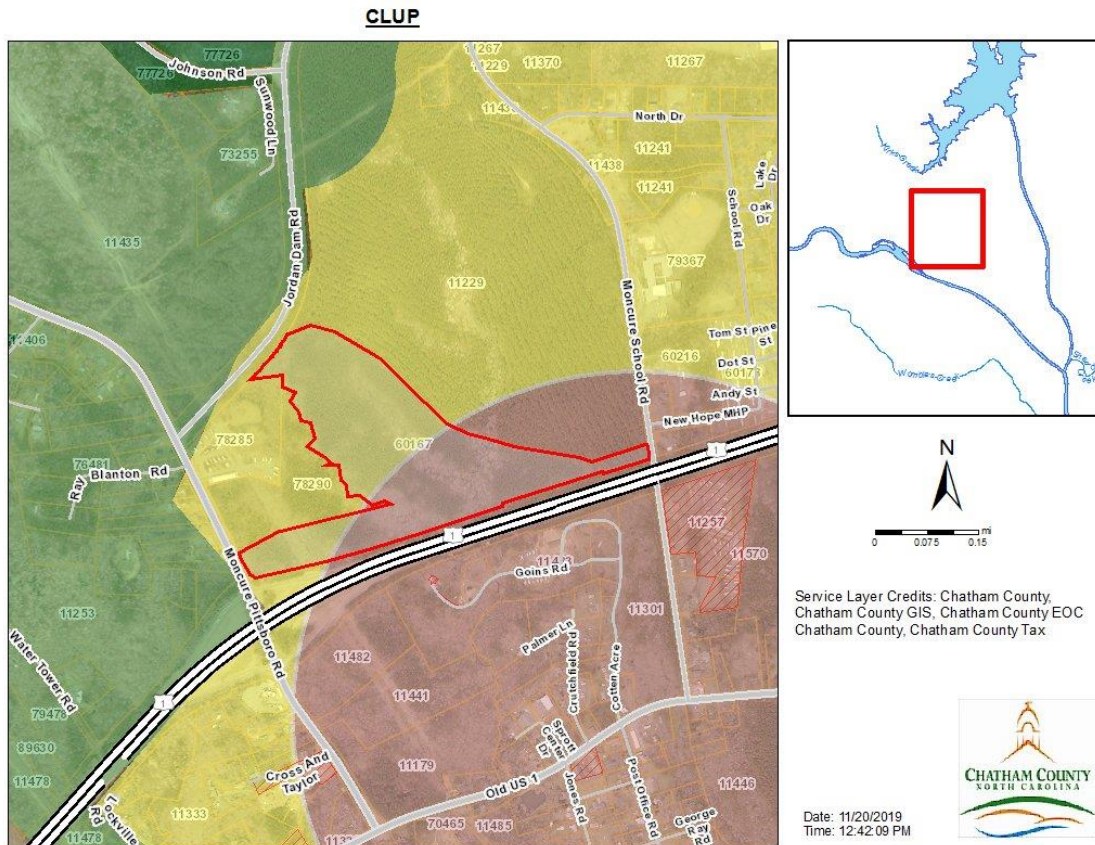 CLUP
77726
77726
Johnson Rd
Sunwood Ln
73255
11435
Jordan Dam Rd
11267
11229
11370
11267
North Dr
11241
11438
11241
School Rd
Lake Dr
Oak Dr
79367
11229
Moncure School Rd
Tom St
Pine St
60216
Dot St
60173
Andy St
New Hope MHP
11406
78285
60167
78290
76481
Ray Blanton Rd
1
1
1
11257
11570
Goins Rd
11301
11253
Moncure Pittsboro Rd
Palmer Ln
Crutchfield Rd
Cotten Acre
11482
11441
Water Tower Rd
79478
89630
11478
Cross And Taylor
11179
Old US 1
Sprott Center Dr
Jones Rd
Post Office Rd
11446
11333
Lockville Rd
11478
70465
11485
George Ray Rd
N
0 0.075 0.15 mi
Service Layer Credits: Chatham County,
Chatham County GIS, Chatham County EOC
Chatham County, Chatham County Tax
CHATHAM COUNTY
NORTH CAROLINA
Date: 11/20/2019
Time: 12:42:09 PM